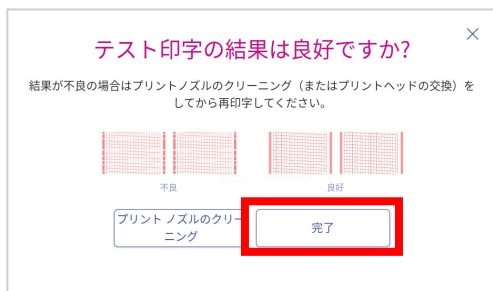 テスト印字の結果は良好ですか?
結果が不良の場合はプリントノズルのクリーニング（またはプリントヘッドの交換）を
してから再印字してください。
不良
良好
プリント ノズルのクリー
ニング
完了